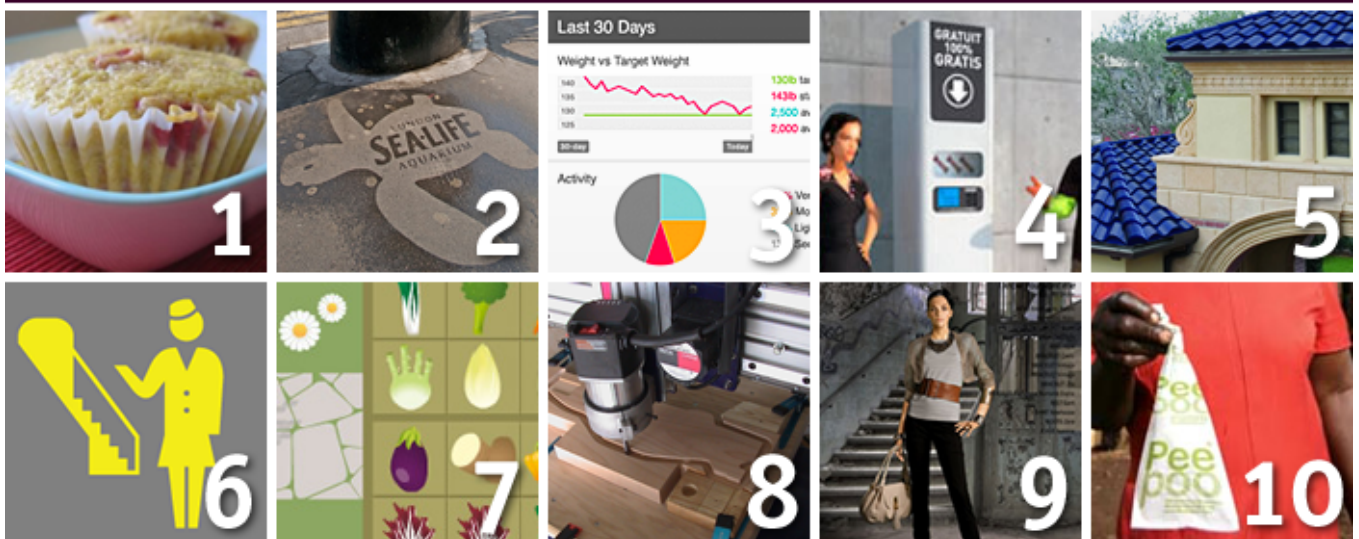 1
LONDON
SEA LIFE
AQUARIUM
2
Last 30 Days
Weight vs Target Weight
140
135
130
125
130lb
143lb
2,500
2,000
30-day
Today
Activity
3
GRATUIT
100%
GRATIS
4
5
6
7
8
9
Pee
poo
Pee
poo
10